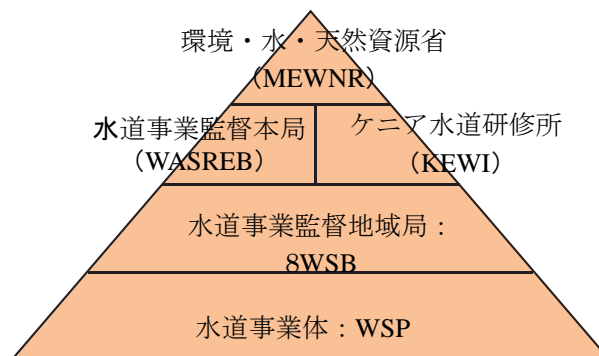 環境・水・天然資源省
（MEWNR）
水道事業監督本局
（WASREB）
ケニア水道研修所
（KEWI）
水道事業監督地域局：
8WSB
水道事業体：WSP